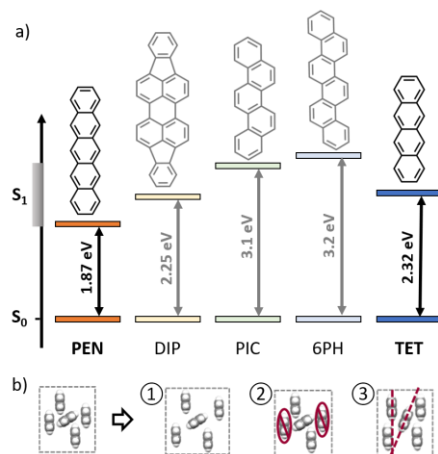 a)
S₁
S₀
1.87 eV
2.25 eV
3.1 eV
3.2 eV
2.32 eV
PEN DIP PIC 6PH TET
b) ① ② ③